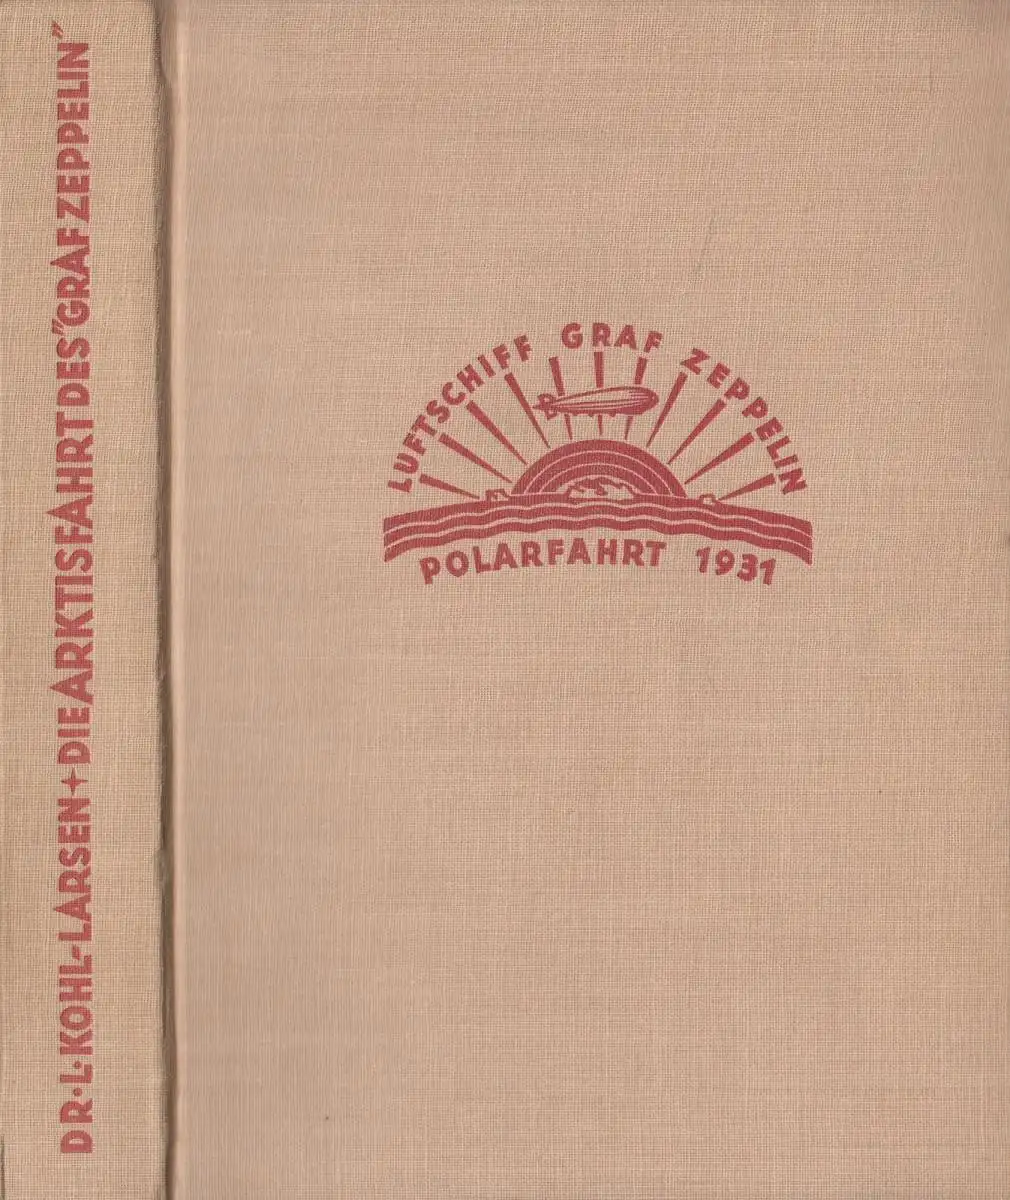 DR·L·KOHL-LARSEN✦DIE ARKTISFAHRT DES "GRAF ZEPPELIN"
LUFTSCHIFF GRAF ZEPPELIN
POLARFAHRT 1931